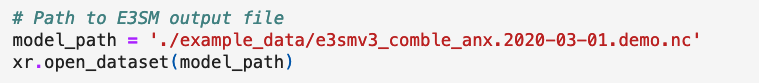 # Path to E3SM output file
model_path = './example_data/e3smv3_comble_anx.2020-03-01.demo.nc'
xr.open_dataset(model_path)